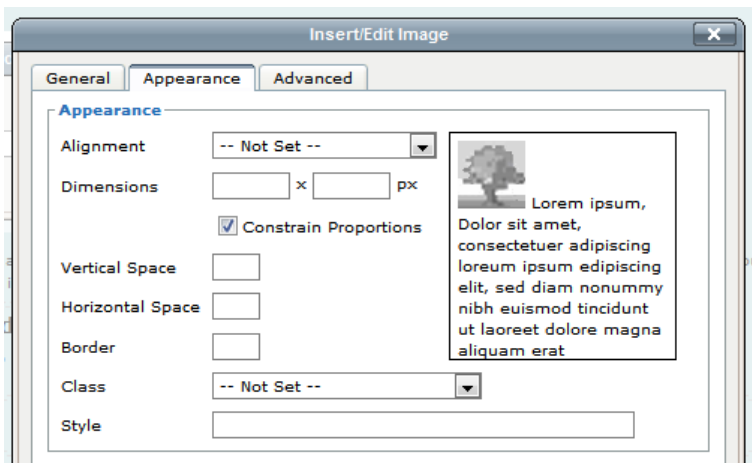 Insert/Edit Image
General Appearance Advanced
Appearance
Alignment -- Not Set --
Dimensions x px
Constrain Proportions
Vertical Space
Horizontal Space
Border
Class -- Not Set --
Style
Lorem ipsum,
Dolor sit amet,
consectetuer adipiscing
loreum ipsum edipiscing
elit, sed diam nonummy
nibh euismod tincidunt
ut laoreet dolore magna
aliquam erat